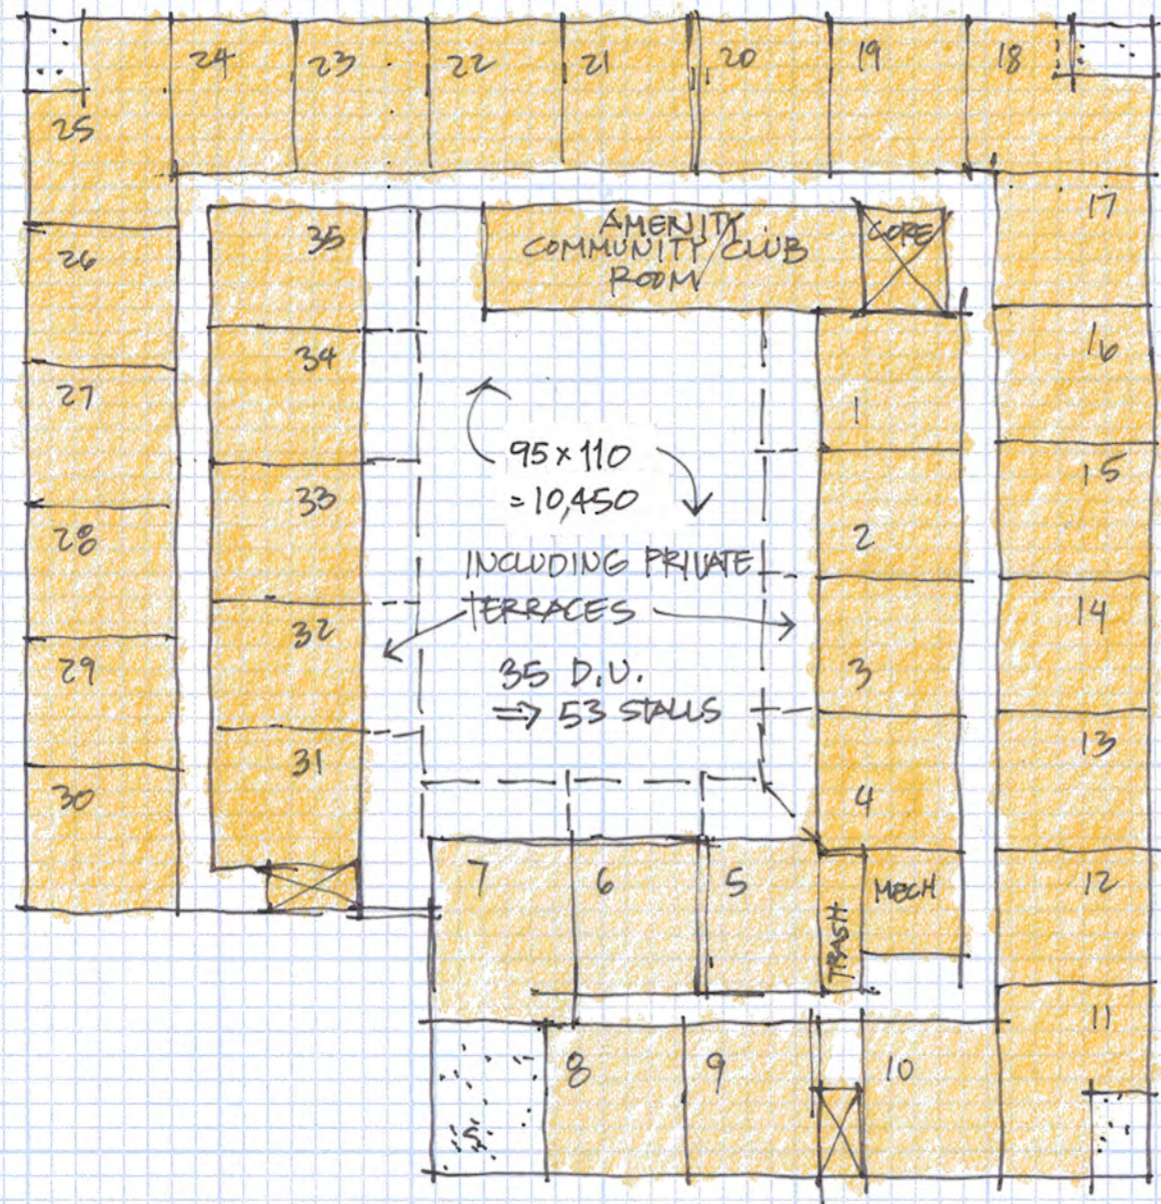 24 23 22 21 20 19 18
25
17
35
AMENITY
COMMUNITY/CLUB
ROOM
CORE
26
16
34
27
1
95 x 110
= 10,450
15
33
28
2
INCLUDING PRIVATE
TERRACES
14
32
29
3
35 D.U.
⇒ 53 STALLS
13
31
30
4
7
6
5
TRASH
MECH
12
11
8
9
10